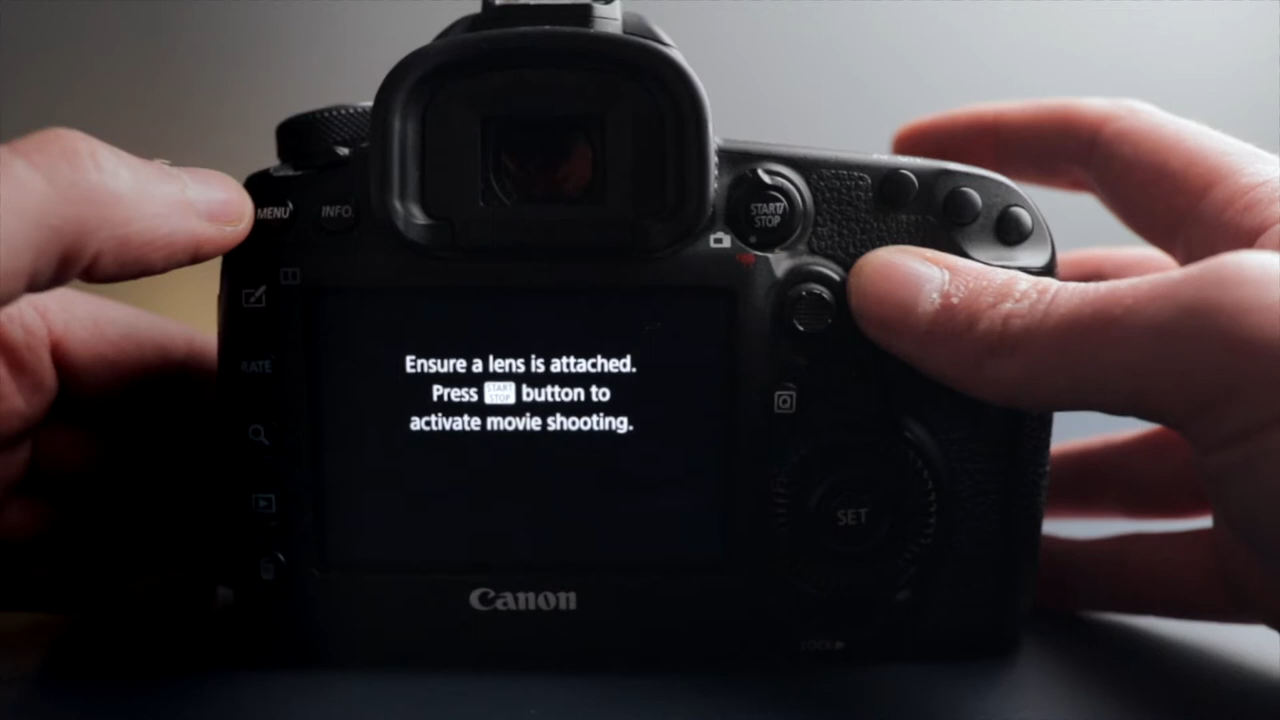 MENU
INFO.
START/
STOP
RATE
Ensure a lens is attached.
Press START STOP button to
activate movie shooting.
Q
SET
Canon
LOCK▶